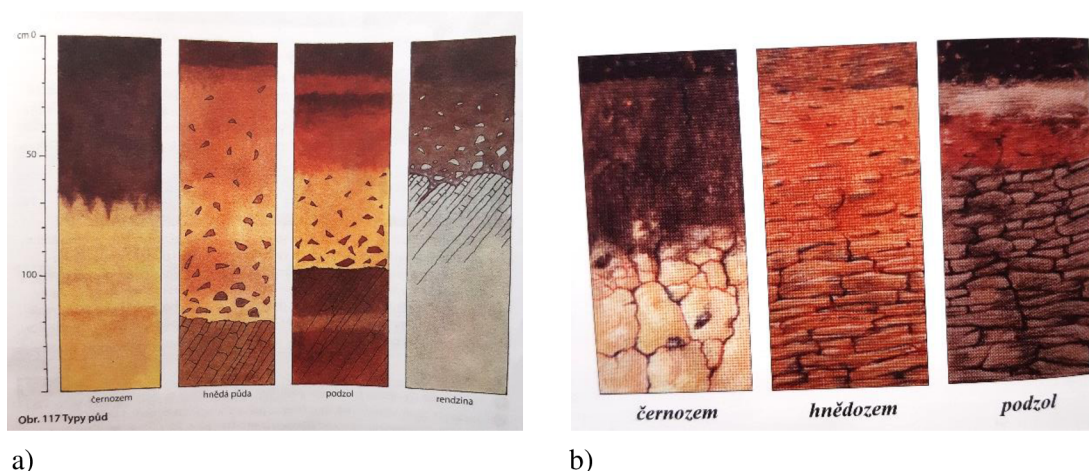 cm 0
50
100
černozem
hnědá půda
podzol
rendzina
Obr. 117 Typy půd
a)
černozem
hnědozem
podzol
b)